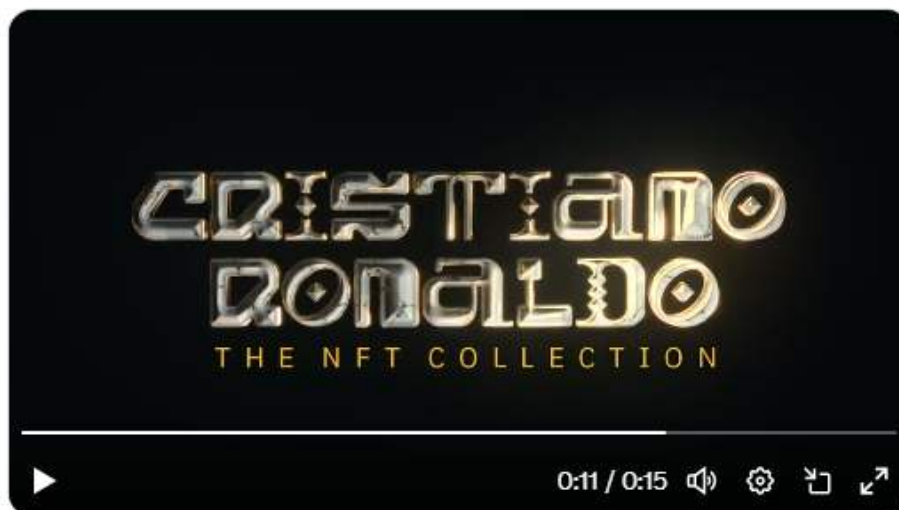 CRISTIANO
RONALDO
THE NFT COLLECTION
0:11 / 0:15